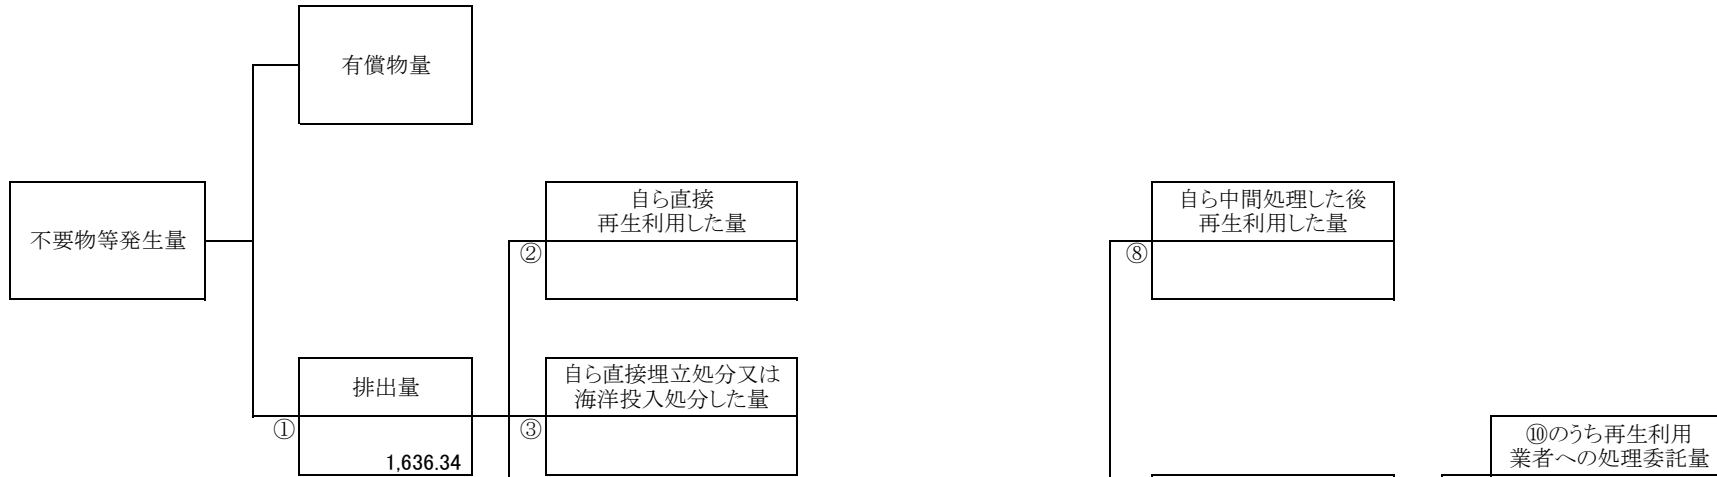 有償物量
不要物等発生量
自ら直接
再生利用した量
②
自ら中間処理した後
再生利用した量
⑧
排出量
①
1,636.34
自ら直接埋立処分又は
海洋投入処分した量
③
⑩のうち再生利用
業者への処理委託量